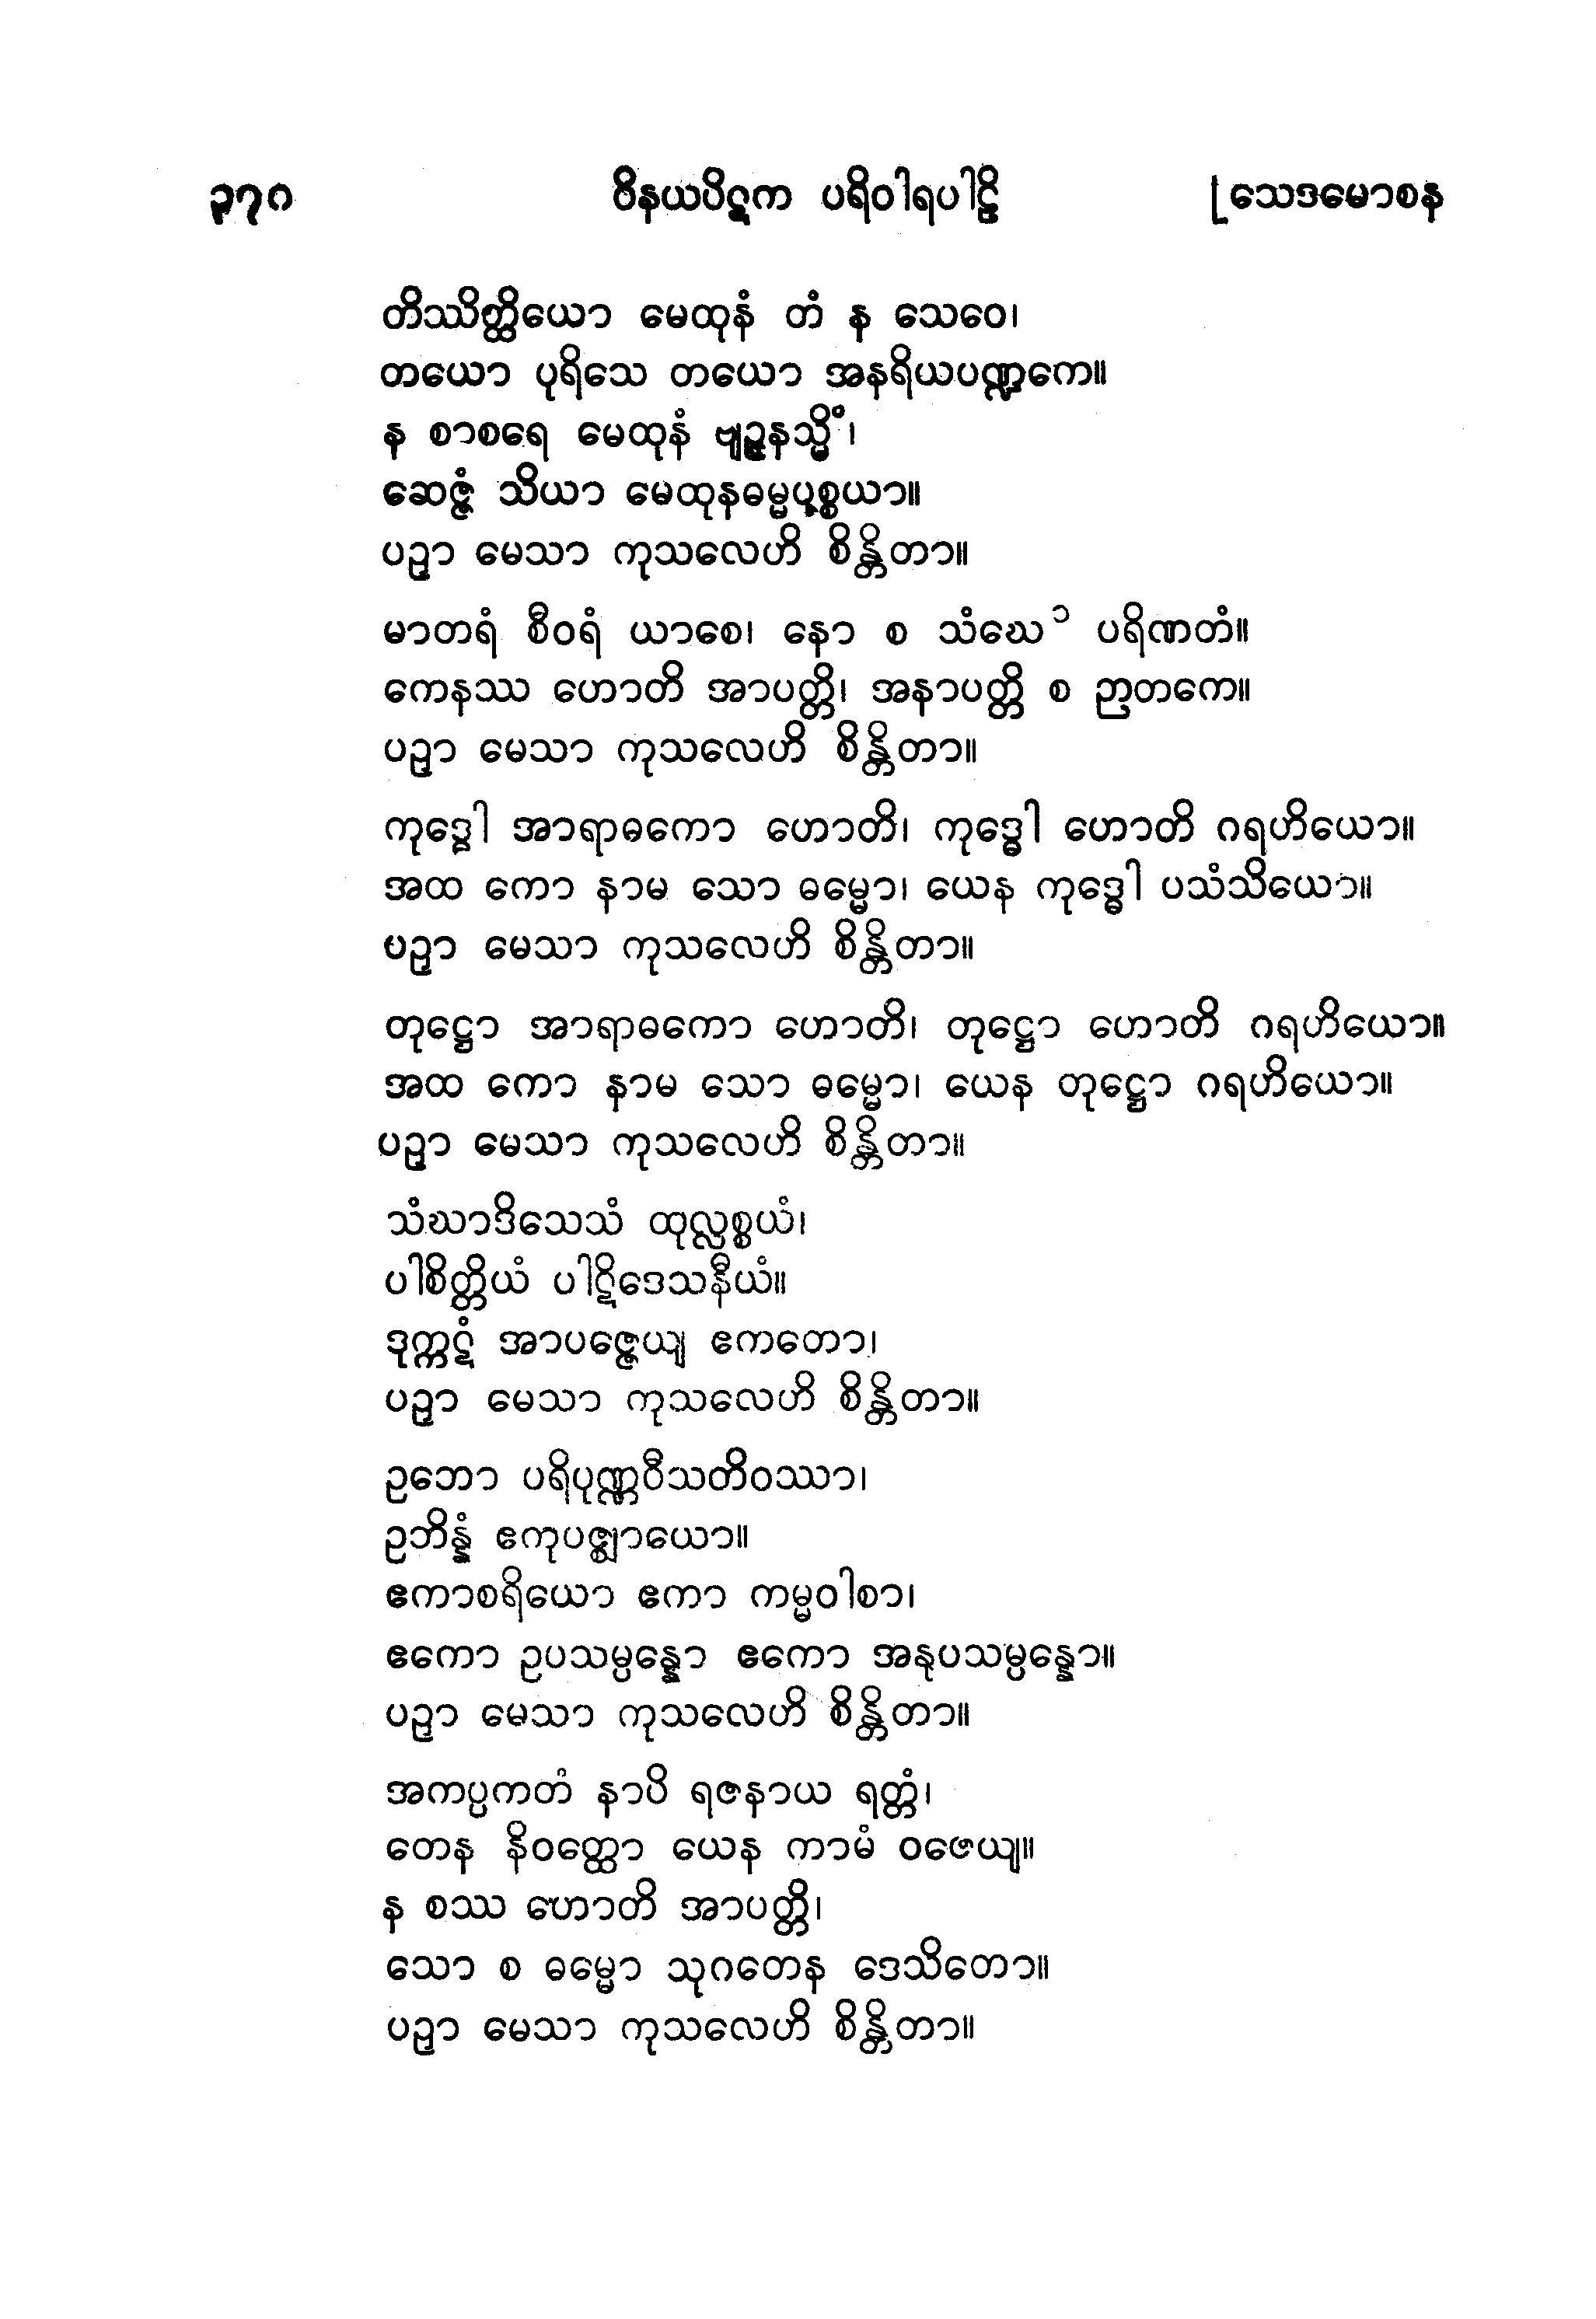 ၃၇၀ ဝိနယပိဋက ပရိဝါရပါဠိ [သေဒမောစန
တိဿိတ္ထိယော မေထုနံ တံ န သေဝေ၊
တယော ပုရိသေ တယော အနရိယပဏ္ဍကေ။
န စာစရေ မေထုနံ ဗျဉ္ဇနသ္မိံ၊
ဆေဇ္ဇံ သိယာ မေထုနဓမ္မပစ္စယာ။
ပဉှာ မေသာ ကုသလေဟိ စိန္တိတာ။
မာတရံ စီဝရံ ယာစေ၊ နော စ သံဃေ ပရိဏတံ။
ကေနဿ ဟောတိ အာပတ္တိ၊ အနာပတ္တိ စ ဉာတကေ။
ပဉှာ မေသာ ကုသလေဟိ စိန္တိတာ။
ကုဒ္ဓေါ အာရာဓကော ဟောတိ၊ ကုဒ္ဓေါ ဟောတိ ဂရဟိယော။
အထ ကော နာမ သော ဓမ္မော၊ ယေန ကုဒ္ဓေါ ပသံသိယော။
ပဉှာ မေသာ ကုသလေဟိ စိန္တိတာ။
တုဋ္ဌော အာရာဓကော ဟောတိ၊ တုဋ္ဌော ဟောတိ ဂရဟိယော။
အထ ကော နာမ သော ဓမ္မော၊ ယေန တုဋ္ဌော ဂရဟိယော။
ပဉှာ မေသာ ကုသလေဟိ စိန္တိတာ။
သံဃာဒိသေသံ ထုလ္လစ္စယံ၊
ပါစိတ္တိယံ ပါဋိဒေသနီယံ။
ဒုက္ကဋံ အာပဇ္ဇေယျ ဧကတော၊
ပဉှာ မေသာ ကုသလေဟိ စိန္တိတာ။
ဥဘော ပရိပုဏ္ဏဝီသတိဝဿာ၊
ဥဘိန္နံ ဧကုပဇ္ဈာယော။
ဧကာစရိယော ဧကာ ကမ္မဝါစာ၊
ဧကော ဥပသမ္ပန္နော ဧကော အနုပသမ္ပန္နော။
ပဉှာ မေသာ ကုသလေဟိ စိန္တိတာ။
အကပ္ပကတံ နာပိ ရဇနာယ ရတ္တံ၊
တေန နိဝတ္ထော ယေန ကာမံ ဝဇေယျ။
န စဿ ဟောတိ အာပတ္တိ၊
သော စ ဓမ္မော သုဂတေန ဒေသိတော။
ပဉှာ မေသာ ကုသလေဟိ စိန္တိတာ။